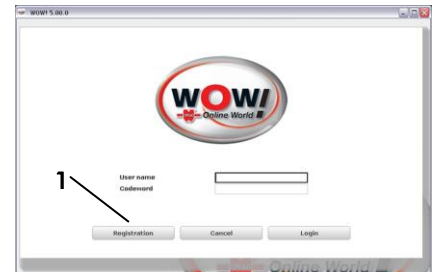 WOW! 5.00.0
WOW!
Online World
User name
Codeword
1
Registration
Cancel
Login
Online World